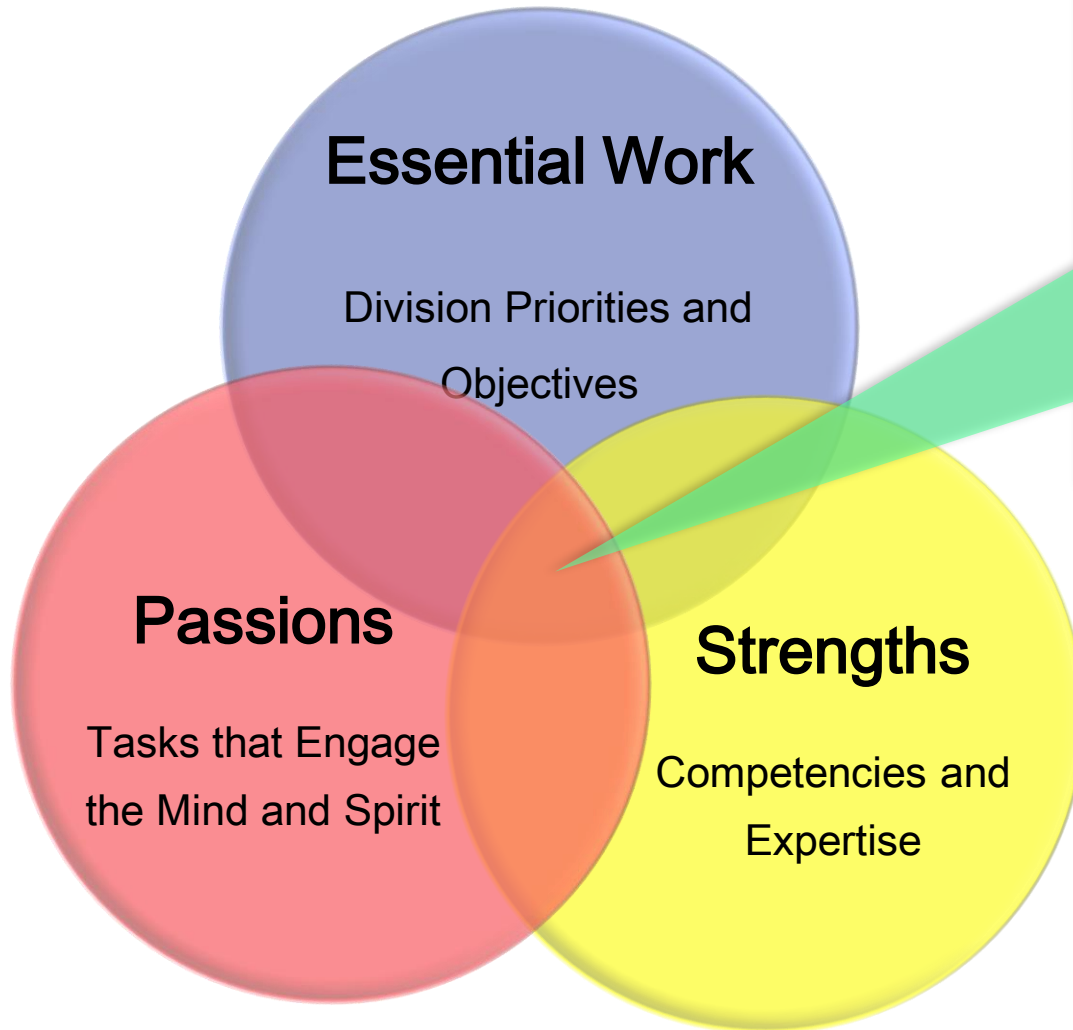 Essential Work
Division Priorities and
Objectives
Passions
Tasks that Engage
the Mind and Spirit
Strengths
Competencies and
Expertise